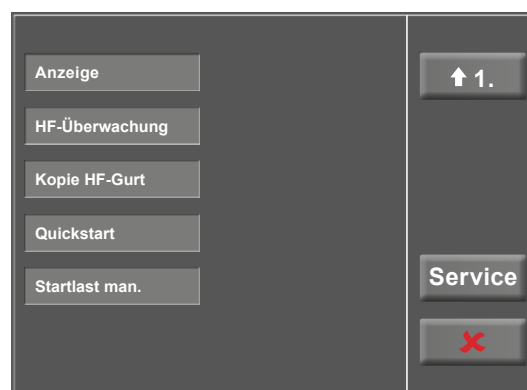 Anzeige
HF-Überwachung
Kopie HF-Gurt
Quickstart
Startlast man.
1.
Service